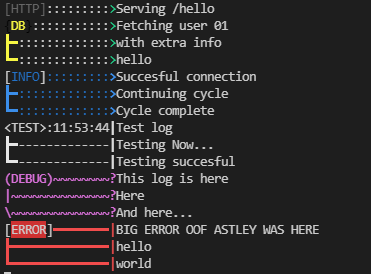 [HTTP]:::::::::>Serving /hello
(DB ):::::::::::>Fetching user 01
┣━:::::::::::::>with extra info
┗━:::::::::::::>hello
[INFO]:::::::::>Succesful connection
┣━:::::::::::::>Continuing cycle
┗━:::::::::::::>Cycle complete
<TEST>:11:53:44|Test log
┣--------------|Testing Now...
┗--------------|Testing succesful
(DEBUG)~~~~~~~~?This log is here
|~~~~~~~~~~~~~~?Here
\~~~~~~~~~~~~~~?And here...
[ERROR]━━━━━━━━|BIG ERROR OOF ASTLEY WAS HERE
┣━━━━━━━━━━━━━━|hello
┗━━━━━━━━━━━━━━|world